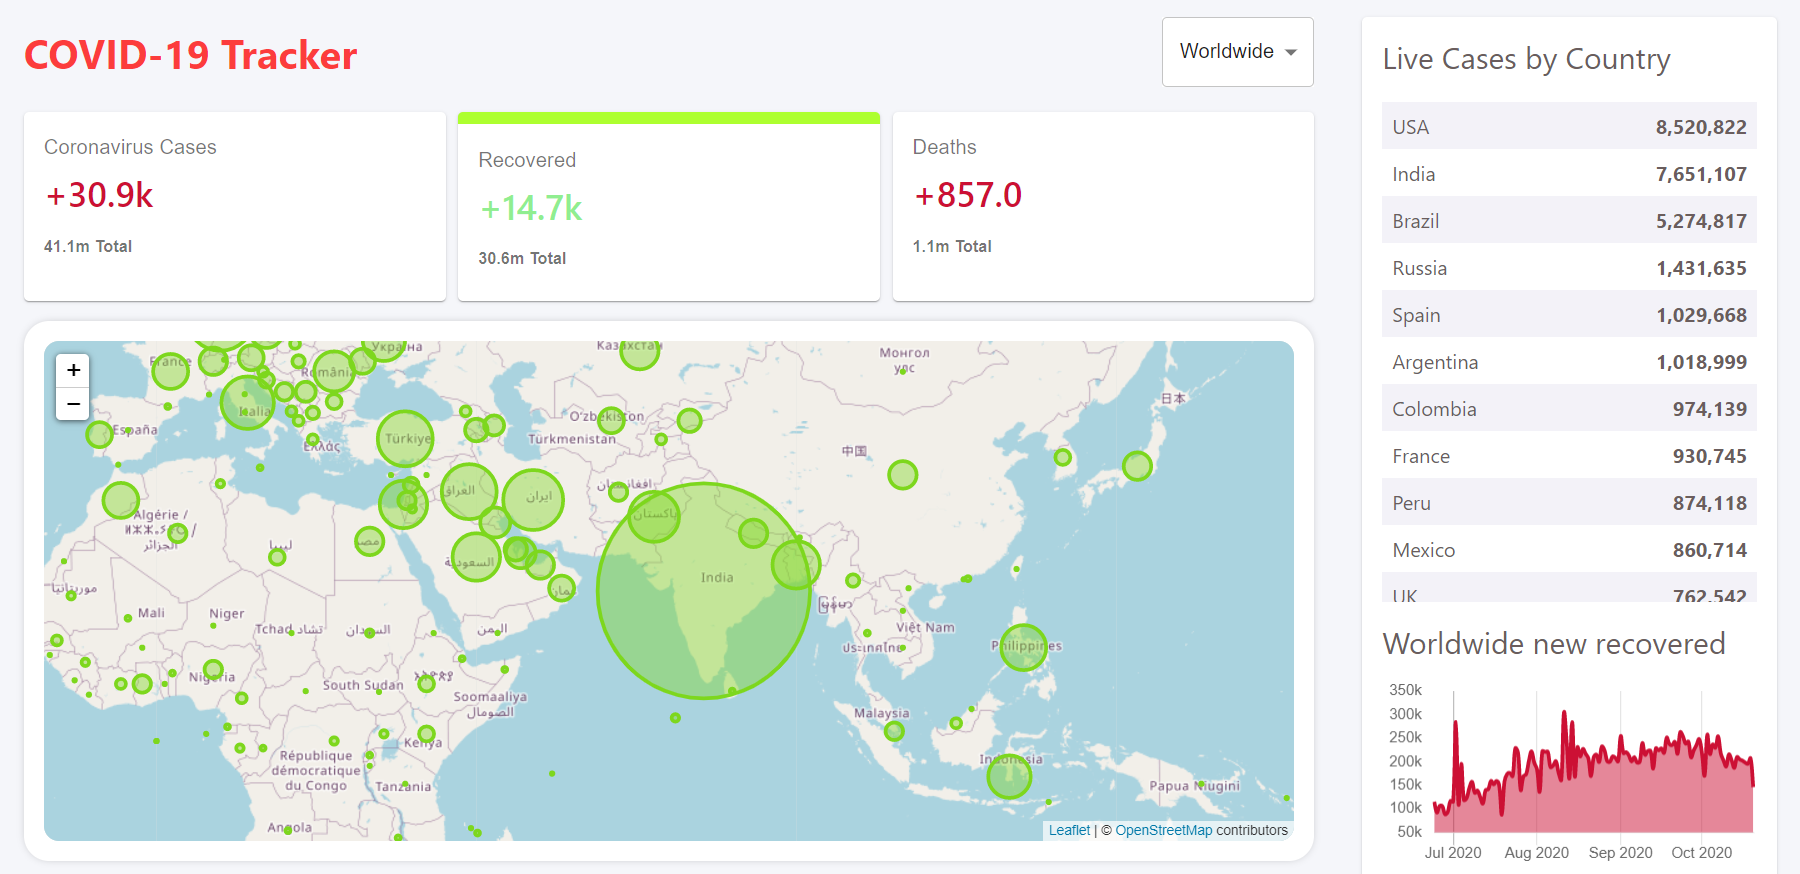 COVID-19 Tracker
Worldwide
Coronavirus Cases
+30.9k
41.1m Total
Recovered
+14.7k
30.6m Total
Deaths
+857.0
1.1m Total
+
−
France
Україна
Казахстан
Монгол
улс
România
Italia
España
Ελλάς
Türkiye
O'zbekiston
Türkmenistan
中国
日本
افغانستان
العراق
ایران
پاکستان
Algérie /
الجزائر
ليبيا
مصر
السعودية
عمان
India
موريتانيا
Mali
Niger
Tchad تشاد
السودان
اليمن
Việt Nam
ประเทศไทย
Philippines
Nigeria
South Sudan
Soomaaliya
الصومال
Malaysia
Kenya
République
démocratique
du Congo
Tanzania
Indonesia
Papua Niugini
Angola
Leaflet | © OpenStreetMap contributors
Live Cases by Country
USA 8,520,822
India 7,651,107
Brazil 5,274,817
Russia 1,431,635
Spain 1,029,668
Argentina 1,018,999
Colombia 974,139
France 930,745
Peru 874,118
Mexico 860,714
UK 762,542
Worldwide new recovered
350k
300k
250k
200k
150k
100k
50k
Jul 2020 Aug 2020 Sep 2020 Oct 2020